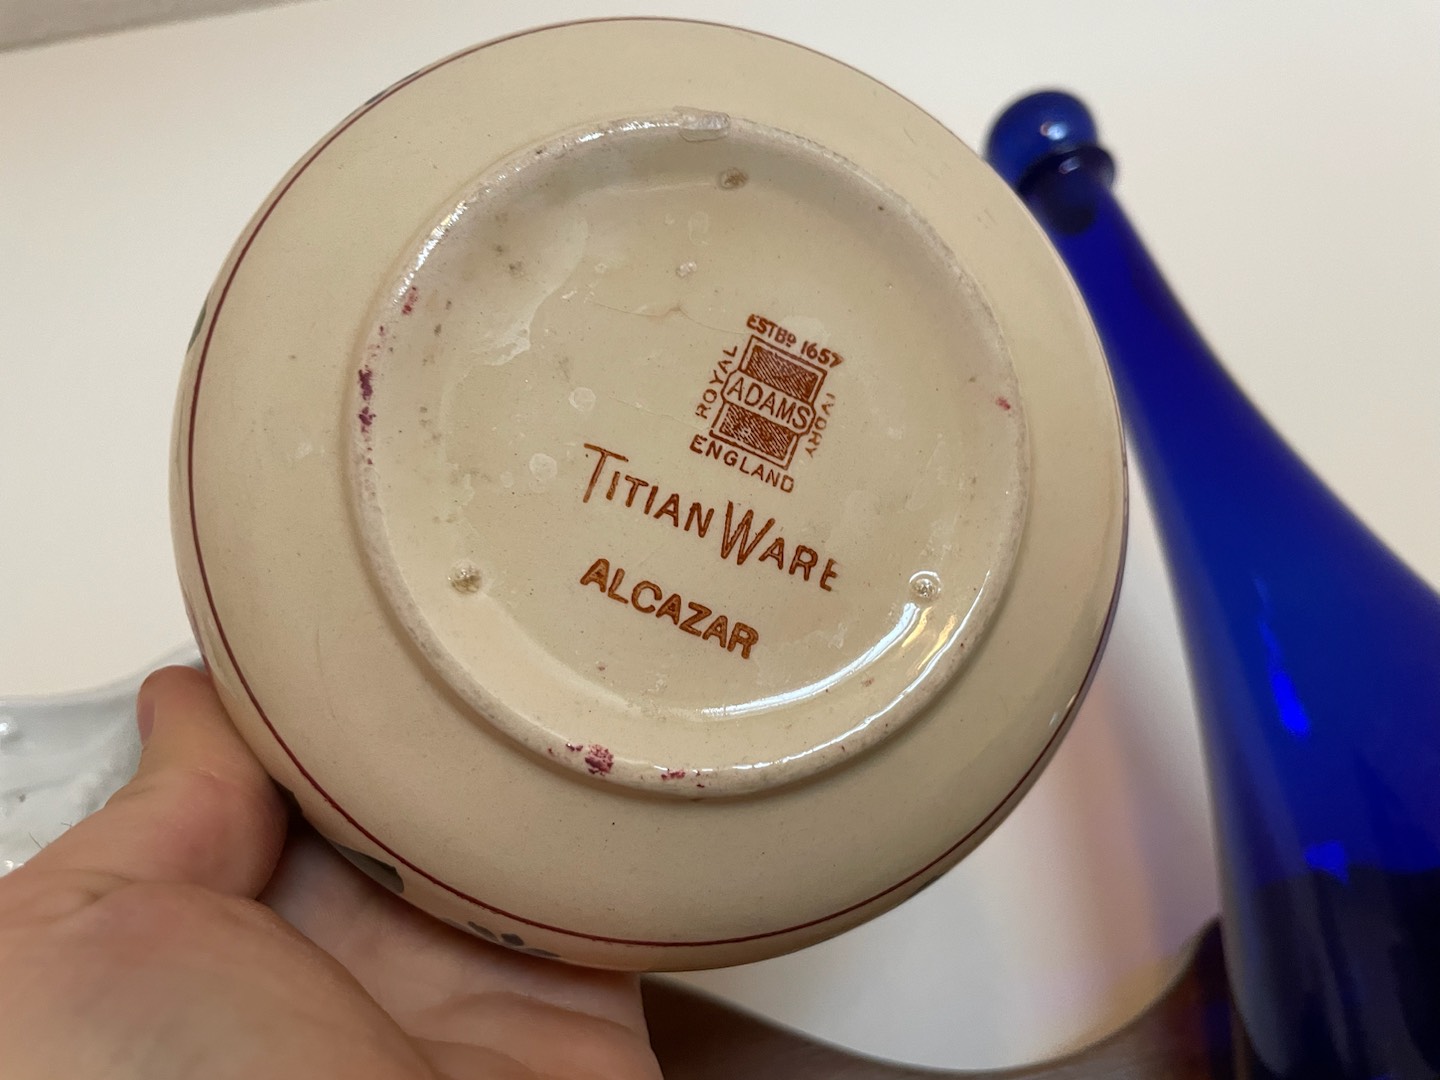 ESTBD 1657
ROYAL
ADAMS
IVORY
ENGLAND
TITIAN WARE
ALCAZAR